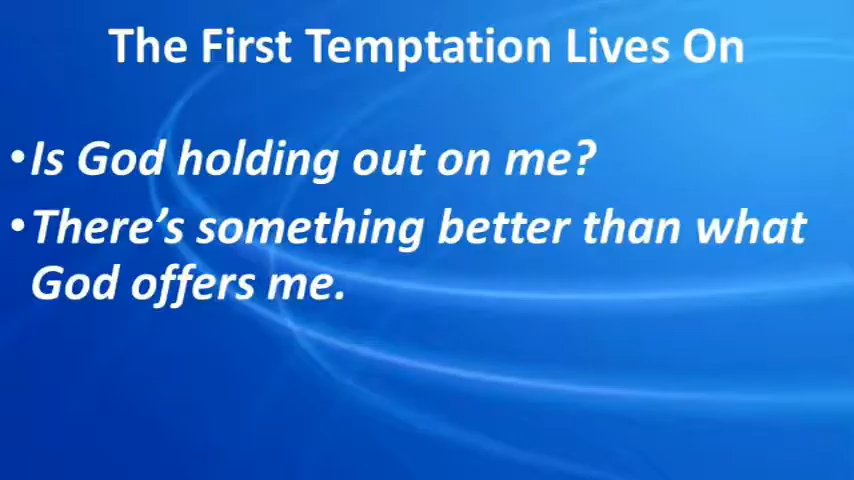 The First Temptation Lives On
•Is God holding out on me?
•There’s something better than what
God offers me.